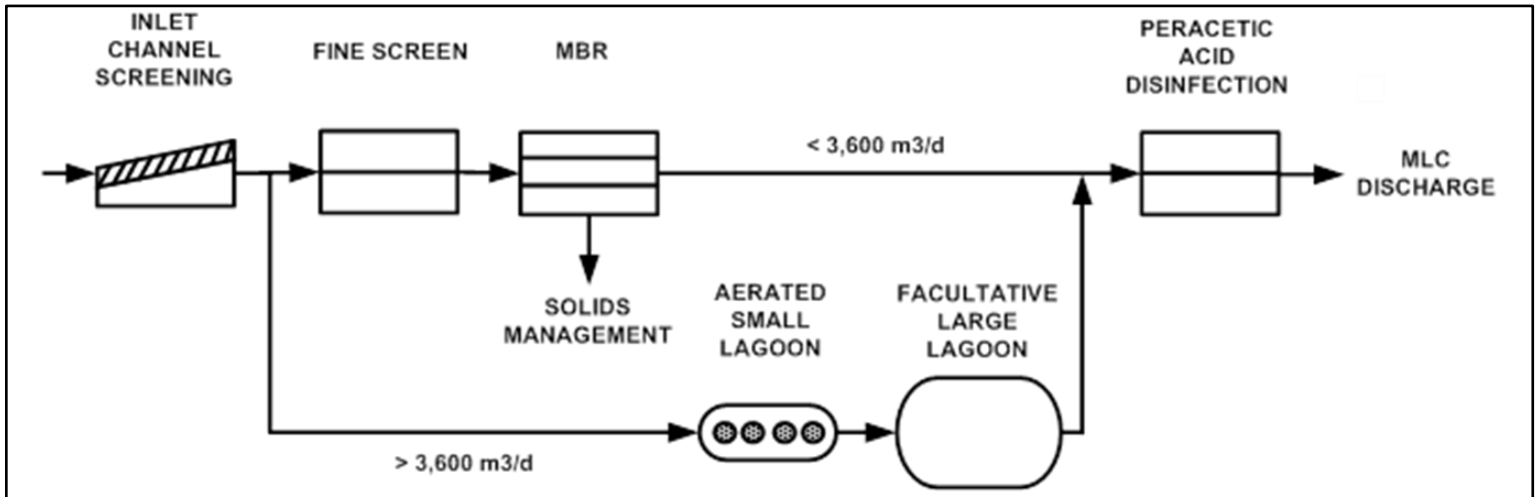 INLET
CHANNEL
SCREENING
FINE SCREEN
MBR
PERACETIC
ACID
DISINFECTION
< 3,600 m3/d
MLC
DISCHARGE
SOLIDS
MANAGEMENT
AERATED
SMALL
LAGOON
FACULTATIVE
LARGE
LAGOON
> 3,600 m3/d